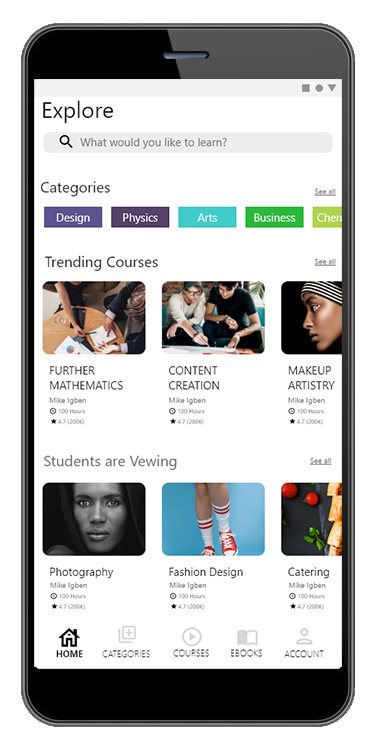 Explore
What would you like to learn?
Categories See all
Design Physics Arts Business Chem
Trending Courses See all
FURTHER MATHEMATICS
Mike Igben
100 Hours
4.7 (200K)
CONTENT CREATION
Mike Igben
100 Hours
4.7 (200K)
MAKEUP ARTISTRY
Mike Igben
100 Hours
4.7 (200K)
Students are Vewing See all
Photography
Mike Igben
100 Hours
4.7 (200K)
Fashion Design
Mike Igben
100 Hours
4.7 (200K)
Catering
Mike Igben
100 Hours
4.7 (200K)
HOME CATEGORIES COURSES EBOOKS ACCOUNT